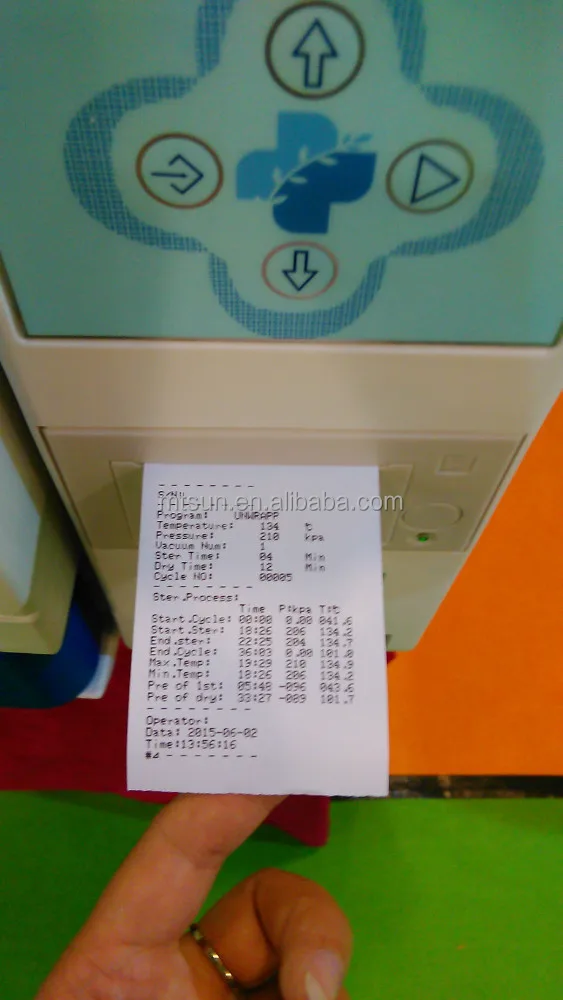 - - - - - - - -
S/N:
mtsun.en.alibaba.com
Program: UNWRAPP
Temperature: 134 ℃
Pressure: 210 kpa
Vacuum Num: 1
Ster Time: 04 Min
Dry Time: 12 Min
Cycle NO: 00005
- - - - - - - -
Ster.Process:
Time P:kpa T:℃
Start.Cycle: 00:00 0.00 041.6
Start.Ster: 18:26 206 134.2
End.ster: 22:25 204 134.7
End.Cycle: 36:03 0.00 101.0
Max.Temp: 19:29 210 134.9
Min.Temp: 18:26 206 134.2
Pre of 1st: 05:48 -096 043.6
Pre of dry: 33:27 -089 101.7
- - - - - - - -
Operator:
Data: 2015-06-02
Time:13:56:16